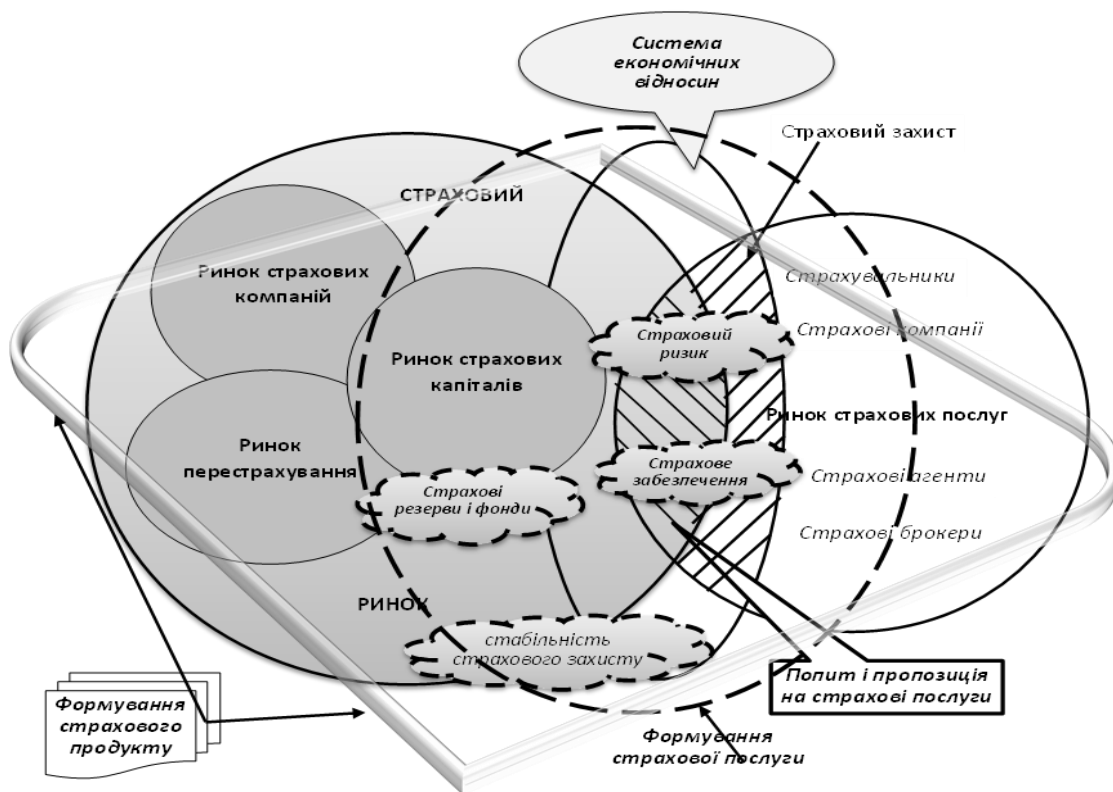 Система
економічних
відносин
Страховий захист
СТРАХОВИЙ
Ринок страхових
компаній
Страхувальники
Страховий
ризик
Страхові компанії
Ринок страхових
капіталів
Ринок страхових послуг
Ринок
перестрахування
Страхове
забезпечення
Страхові агенти
Страхові
резерви і фонди
Страхові брокери
РИНОК
стабільність
страхового захисту
Попит і пропозиція
на страхові послуги
Формування
страхового
продукту
Формування
страхової послуги